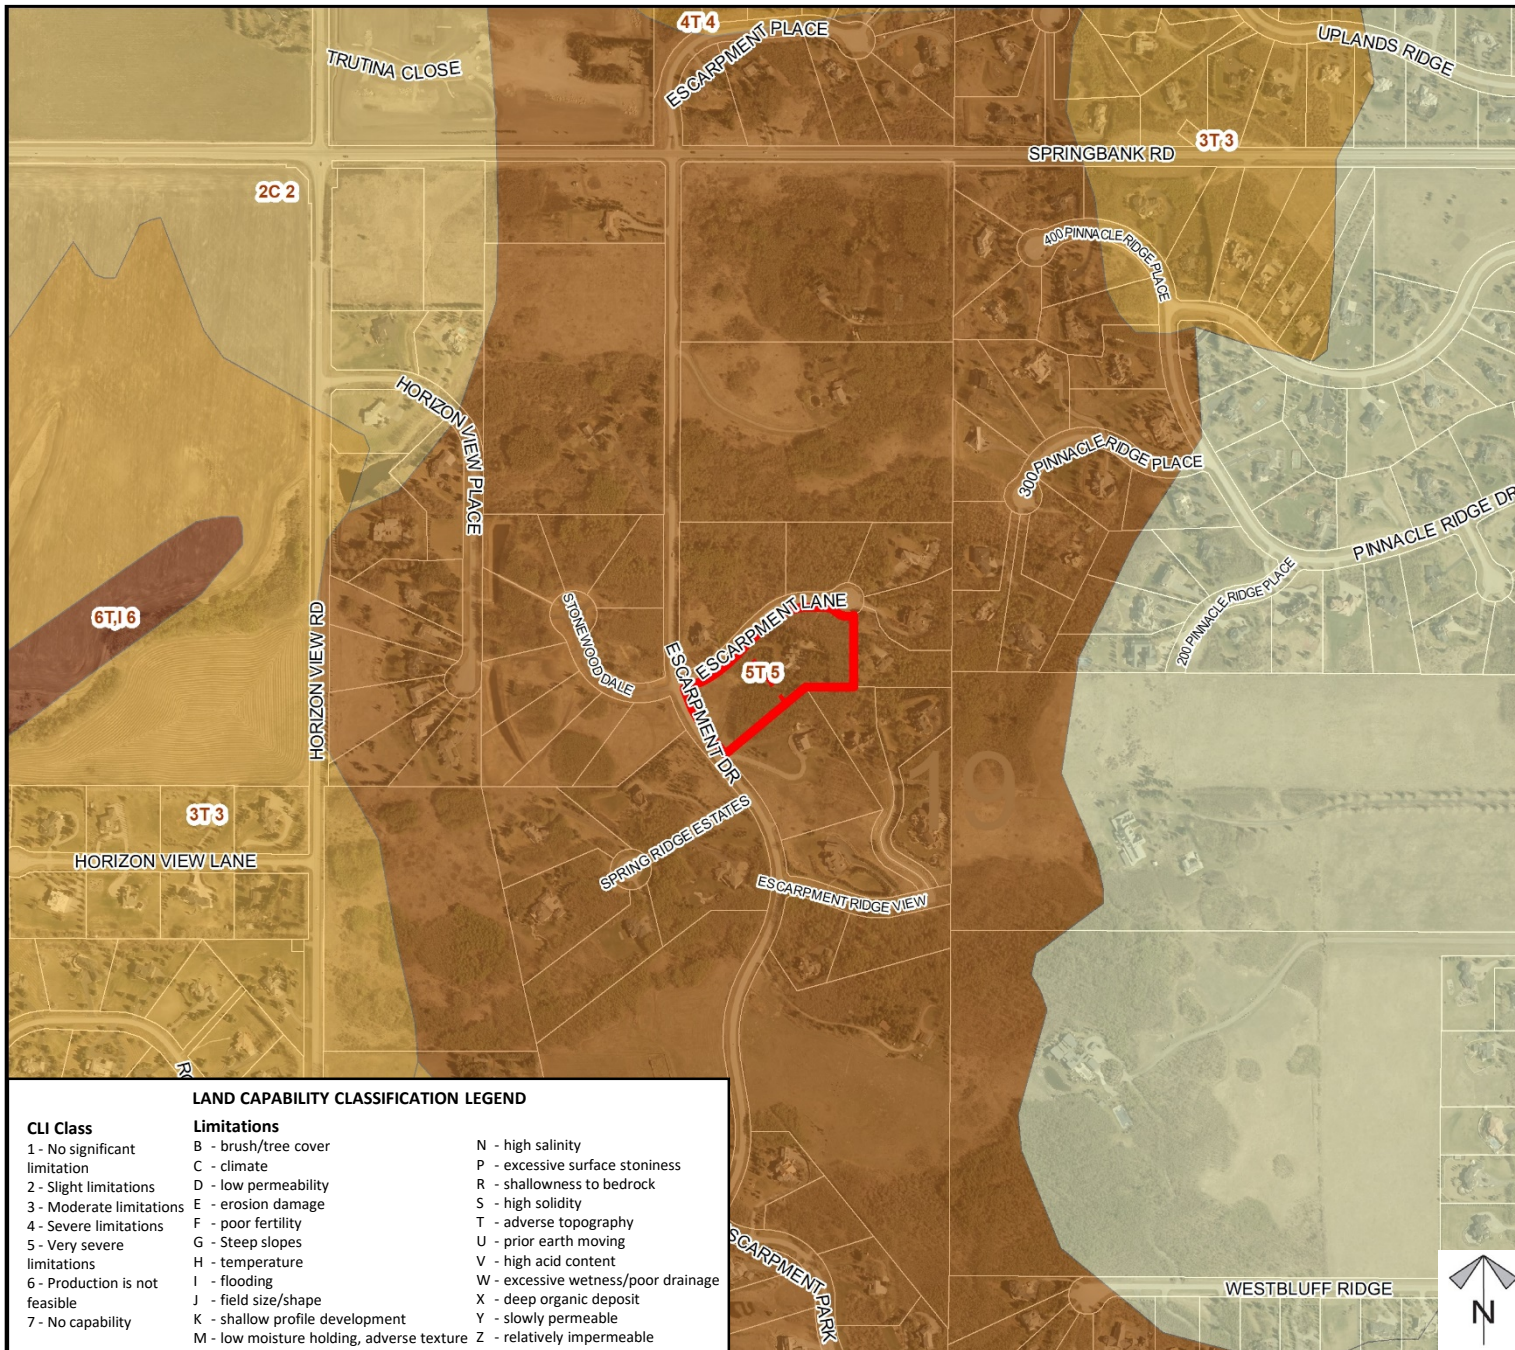 4T 4
ESCARPMENT PLACE
UPLANDS RIDGE
TRUTINA CLOSE
3T 3
SPRINGBANK RD
2C 2
400 PINNACLE RIDGE PLACE
HORIZON VIEW PLACE
300 PINNACLE RIDGE PLACE
PINNACLE RIDGE DR
200 PINNACLE RIDGE PLACE
6T,I 6
HORIZON VIEW RD
STONEWOOD DALE
ESCARPMENT LANE
5T 5
ESCARPMENT DR
19
3T 3
HORIZON VIEW LANE
SPRING RIDGE ESTATES
ESCARPMENT RIDGE VIEW
RO
SCARPMENT PARK
WESTBLUFF RIDGE
N
LAND CAPABILITY CLASSIFICATION LEGEND
CLI Class
1 - No significant
limitation
2 - Slight limitations
3 - Moderate limitations
4 - Severe limitations
5 - Very severe
limitations
6 - Production is not
feasible
7 - No capability
Limitations
B - brush/tree cover
C - climate
D - low permeability
E - erosion damage
F - poor fertility
G - Steep slopes
H - temperature
I - flooding
J - field size/shape
K - shallow profile development
M - low moisture holding, adverse texture
N - high salinity
P - excessive surface stoniness
R - shallowness to bedrock
S - high solidity
T - adverse topography
U - prior earth moving
V - high acid content
W - excessive wetness/poor drainage
X - deep organic deposit
Y - slowly permeable
Z - relatively impermeable